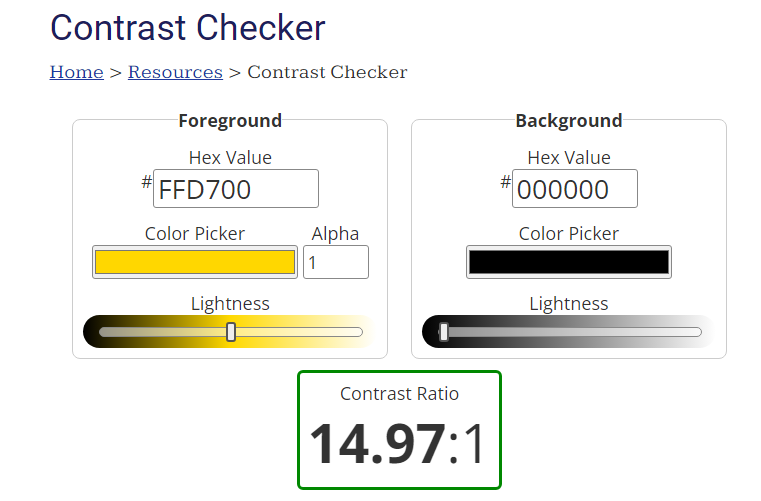 Contrast Checker
Home > Resources > Contrast Checker
Foreground
Hex Value
# FFD700
Color Picker Alpha
1
Lightness
Background
Hex Value
# 000000
Color Picker
Lightness
Contrast Ratio
14.97:1